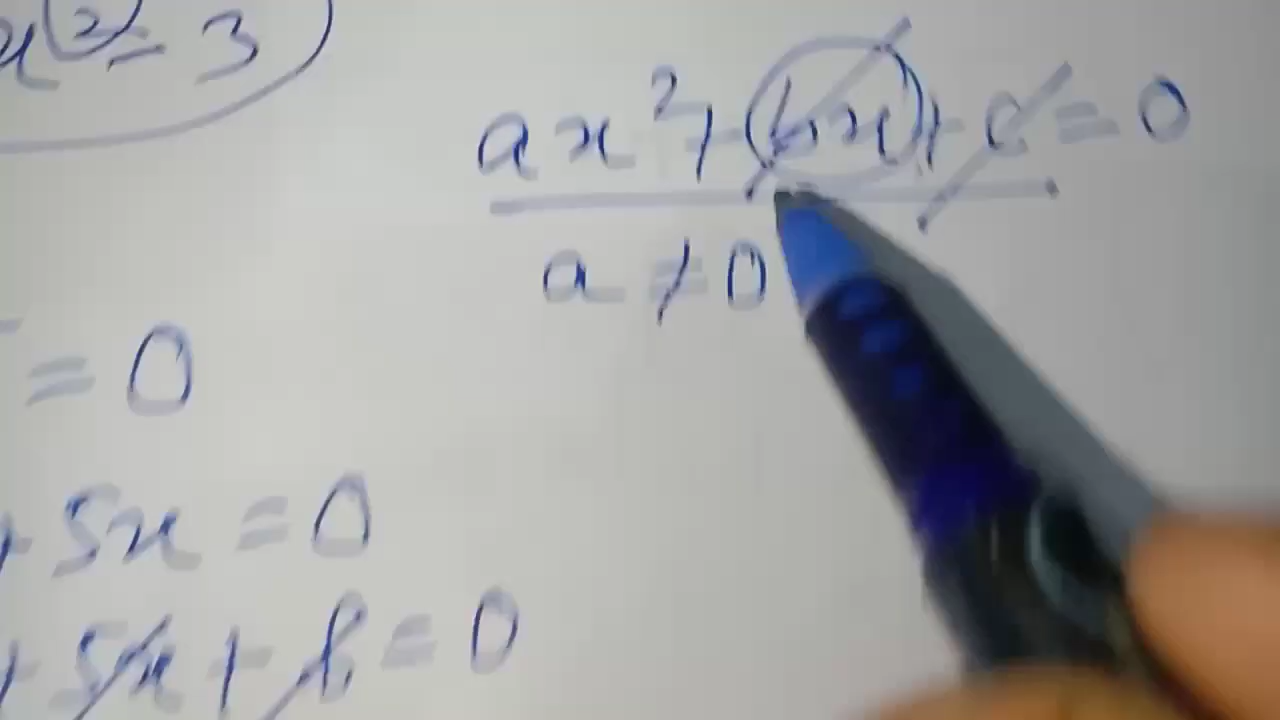 x² = 3
ax² + bx + c = 0
a ≠ 0
= 0
+ 5x = 0
+ 5x + 6 = 0